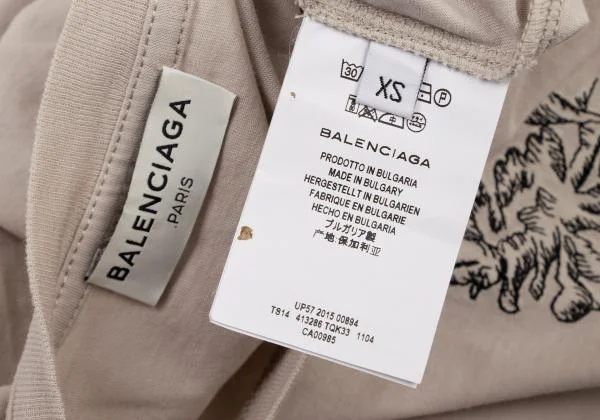 BALENCIAGA
.PARIS
XS
30
P
BALENCIAGA
PRODOTTO IN BULGARIA
MADE IN BULGARY
HERGESTELLT IN BULGARIEN
FABRIQUE EN BULGARIE
HECHO EN BULGARIA
ブルガリア製
产地:保加利亚
UP57 2015 00894
TS14 413286 TQK33 1104
CA00985